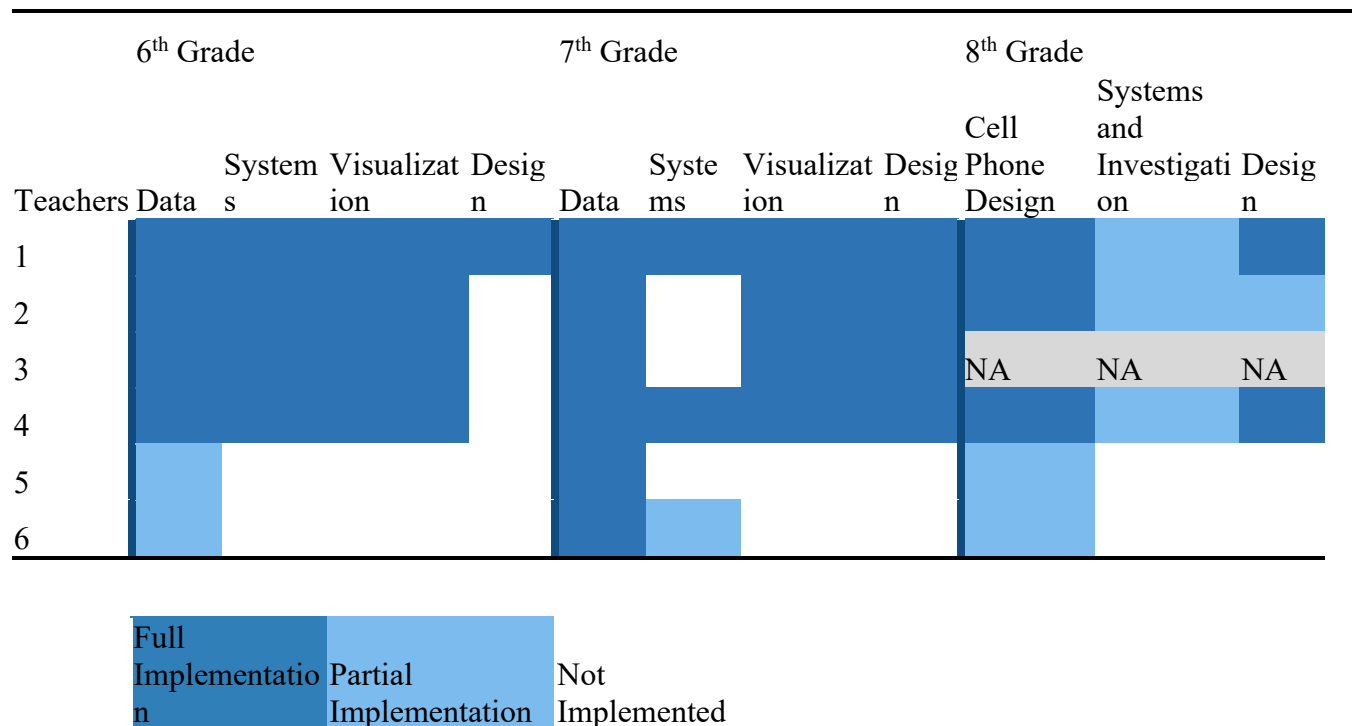 6th Grade 7th Grade 8th Grade
Systems
and
Cell
System Visualizat Desig Syste Visualizat Desig Phone Investigati Desig
Teachers Data s ion n Data ms ion n Design on n
1
2
3 NA NA NA
4
5
6
Full
Implementatio Partial Not
n Implementation Implemented